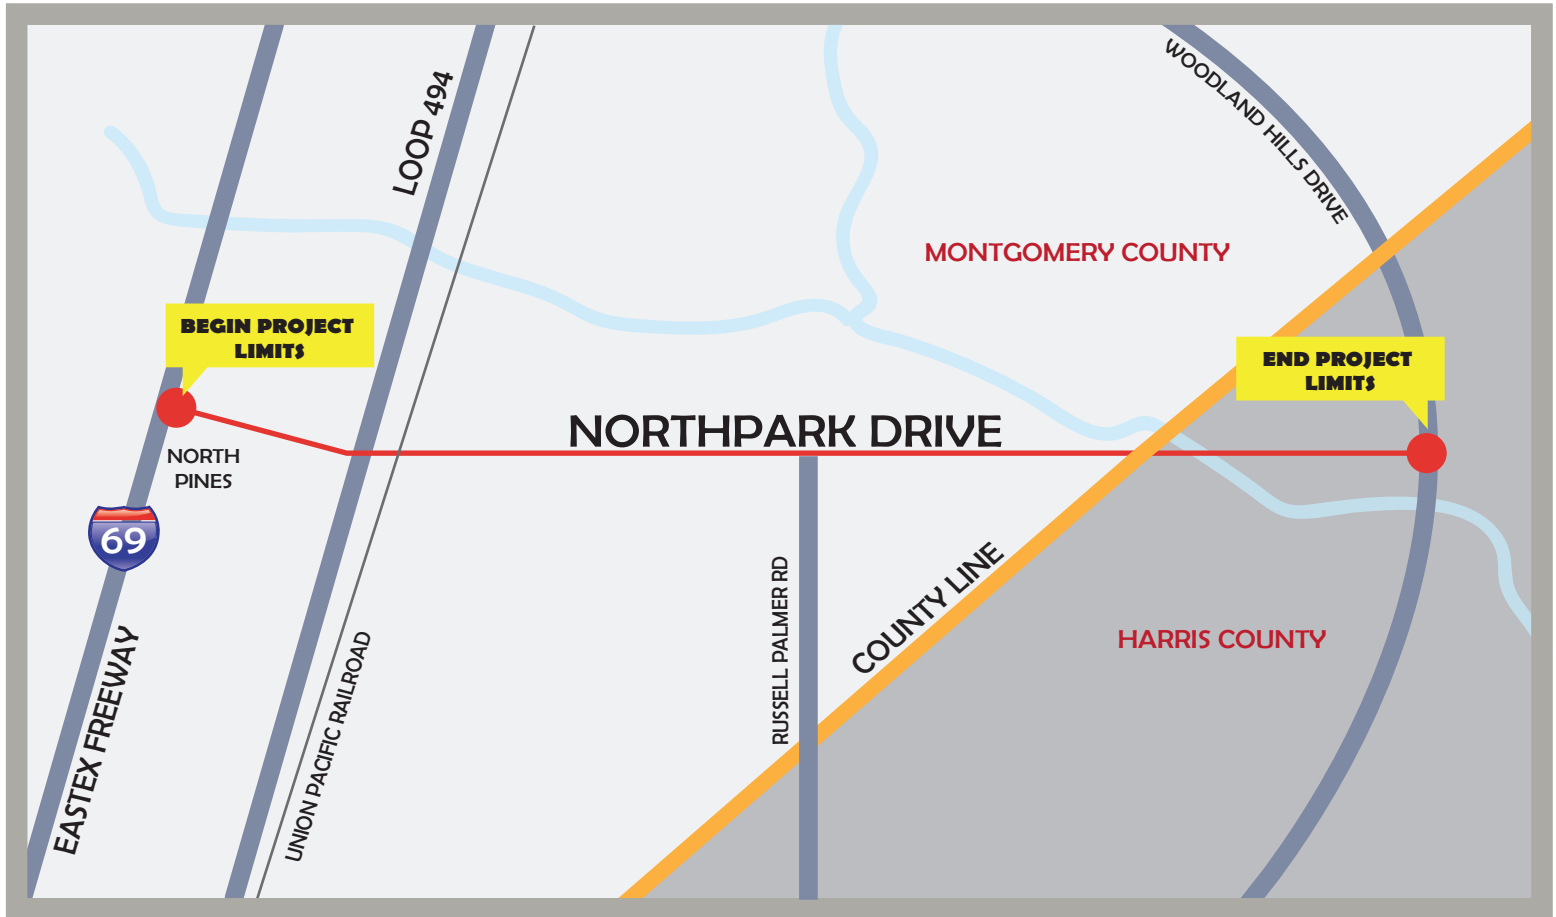 WOODLAND HILLS DRIVE
LOOP 494
MONTGOMERY COUNTY
BEGIN PROJECT
LIMITS
END PROJECT
LIMITS
NORTHPARK DRIVE
NORTH
PINES
69
COUNTY LINE
RUSSELL PALMER RD
HARRIS COUNTY
EASTEX FREEWAY
UNION PACIFIC RAILROAD